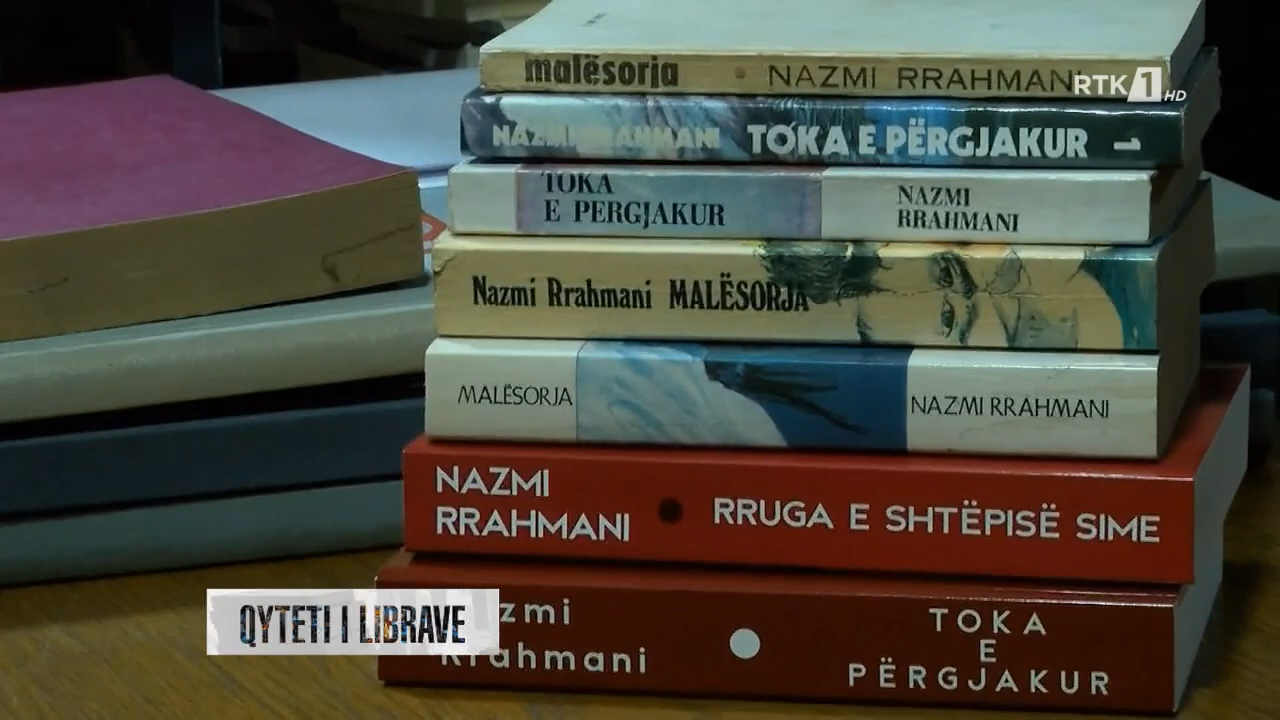 malësorja NAZMI RRAHMANI
RTK 1 HD
NAZMI RRAHMANI TOKA E PËRGJAKUR 1
TOKA
E PERGJAKUR
NAZMI
RRAHMANI
Nazmi Rrahmani MALËSORJA
MALËSORJA NAZMI RRAHMANI
NAZMI
RRAHMANI
RRUGA E SHTËPISË SIME
QYTETI I LIBRAVE
zmi
Rrahmani
TOKA
E
PËRGJAKUR